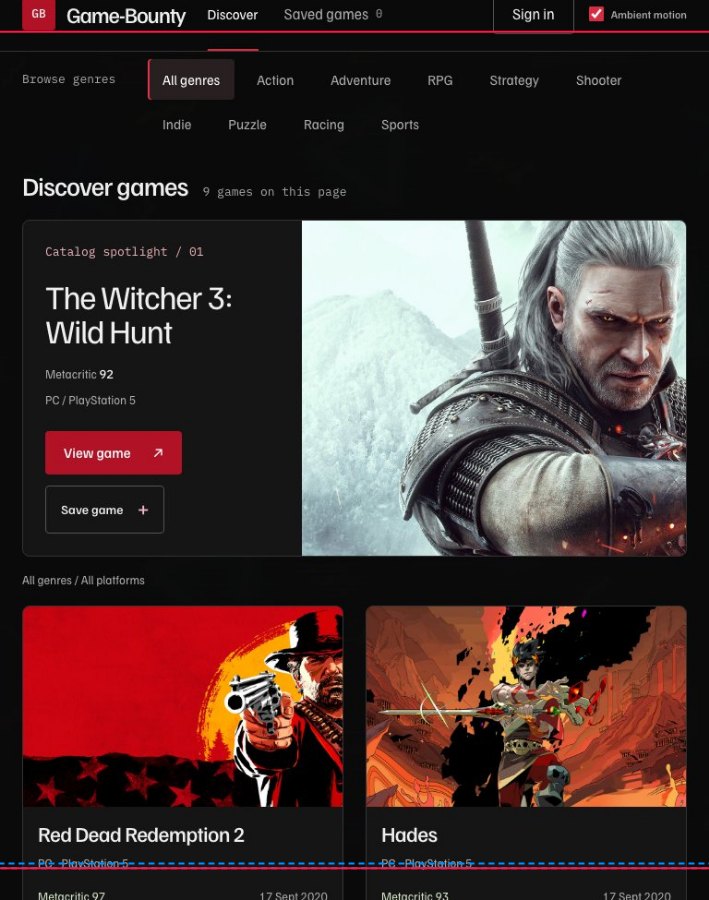 GB Game-Bounty Discover Saved games 0 Sign in Ambient motion
Browse genres All genres Action Adventure RPG Strategy Shooter
Indie Puzzle Racing Sports
Discover games 9 games on this page
Catalog spotlight / 01
The Witcher 3:
Wild Hunt
Metacritic 92
PC / PlayStation 5
View game ↗
Save game +
All genres / All platforms
Red Dead Redemption 2
PC PlayStation 5
Metacritic 97 17 Sept 2020
Hades
PC PlayStation 5
Metacritic 93 17 Sept 2020